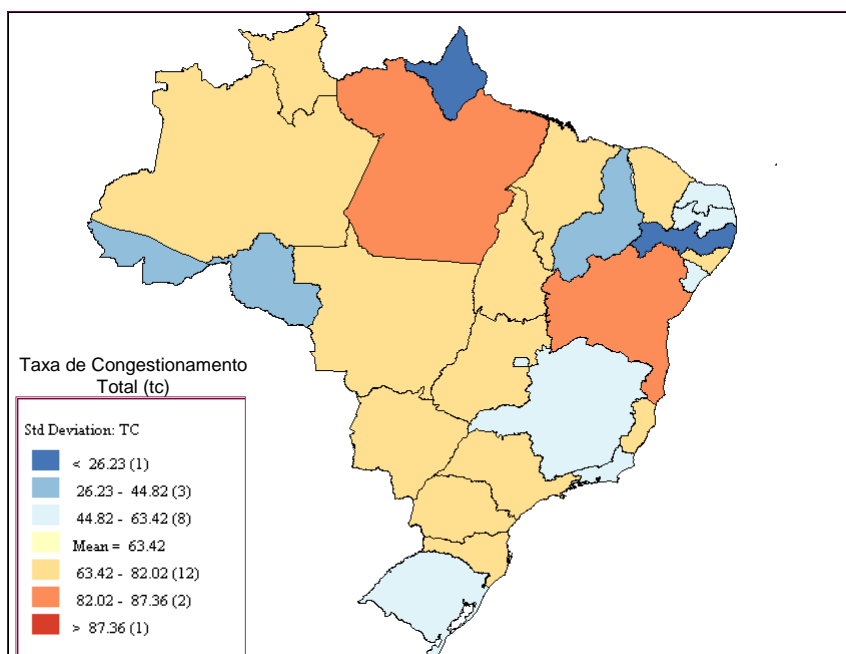 Taxa de Congestionamento
Total (tc)
Std Deviation: TC
< 26.23 (1)
26.23 - 44.82 (3)
44.82 - 63.42 (8)
Mean = 63.42
63.42 - 82.02 (12)
82.02 - 87.36 (2)
> 87.36 (1)